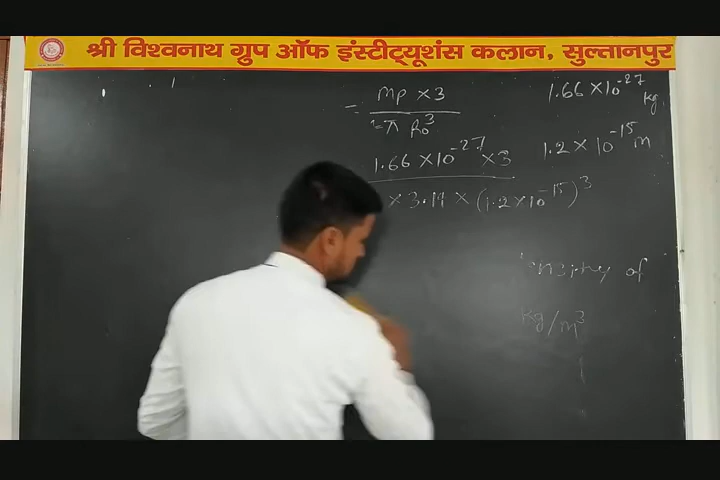 श्री विश्वनाथ ग्रुप ऑफ इंस्टीट्यूशंस कलान, सुल्तानपुर
= mp ×3
π R₀³
1.66 ×10⁻²⁷ kg
1.66 ×10⁻²⁷ ×3
× 3.14 × (1.2×10⁻¹⁵)³
1.2 × 10⁻¹⁵ m
of
kg/m³